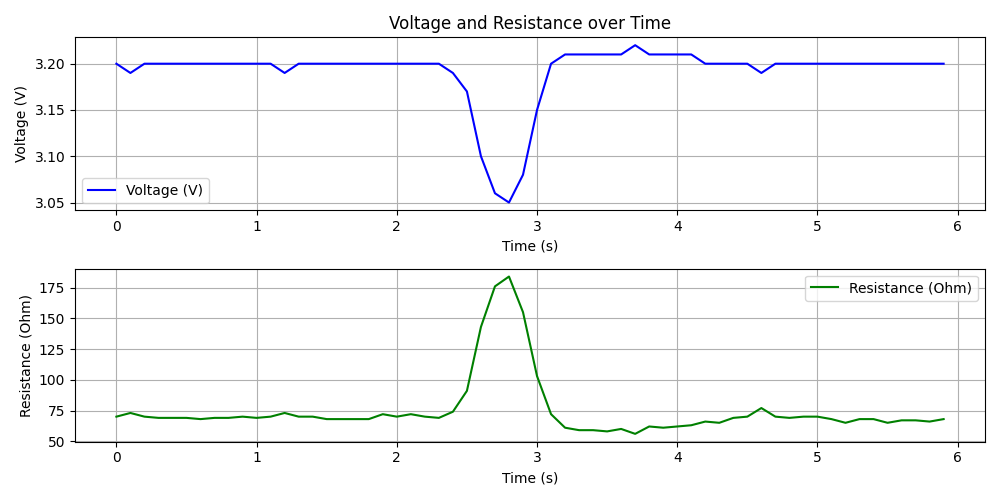 Voltage and Resistance over Time
3.20
3.15
3.10
3.05
Voltage (V)
Voltage (V)
0 1 2 3 4 5 6
Time (s)
175
150
125
100
75
50
Resistance (Ohm)
Resistance (Ohm)
0 1 2 3 4 5 6
Time (s)